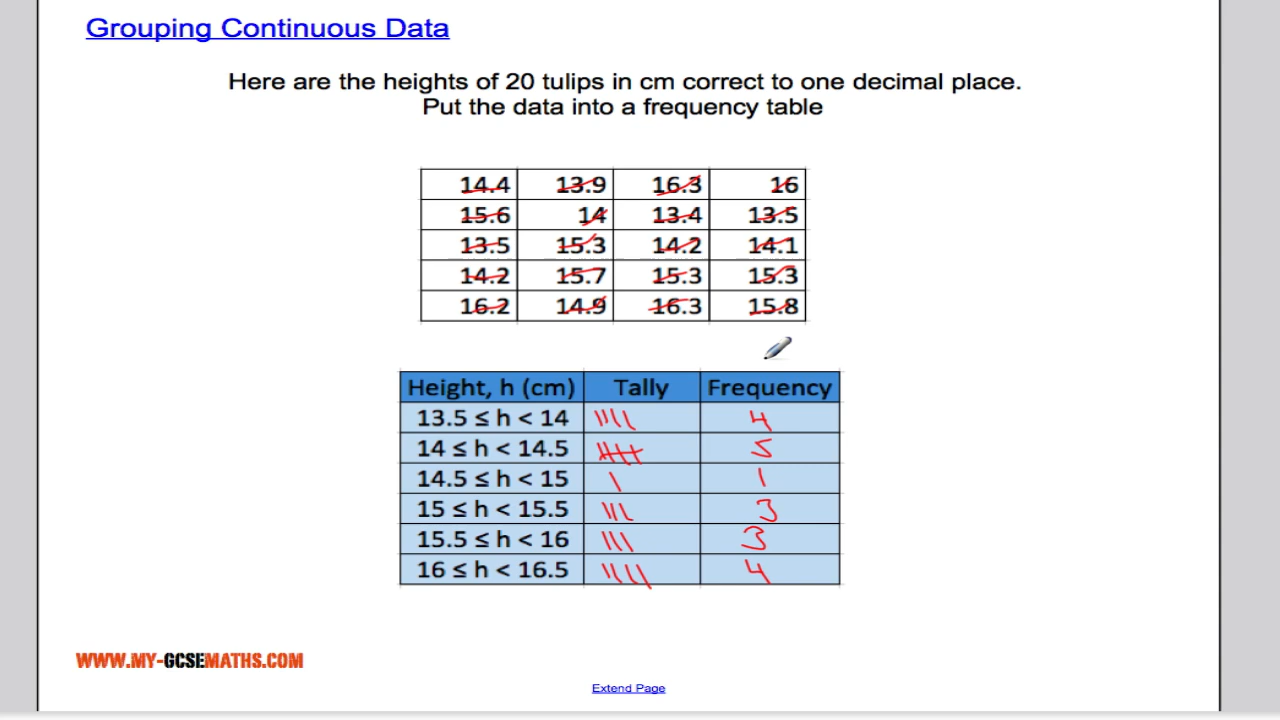 Grouping Continuous Data
Here are the heights of 20 tulips in cm correct to one decimal place.
Put the data into a frequency table
14.4 13.9 16.3 16
15.6 14 13.4 13.5
13.5 15.3 14.2 14.1
14.2 15.7 15.3 15.3
16.2 14.9 16.3 15.8
Height, h (cm) Tally Frequency
13.5 ≤ h < 14 |||| 4
14 ≤ h < 14.5 卌 5
14.5 ≤ h < 15 | 1
15 ≤ h < 15.5 ||| 3
15.5 ≤ h < 16 ||| 3
16 ≤ h < 16.5 |||| 4
WWW.MY-GCSEMATHS.COM
Extend Page